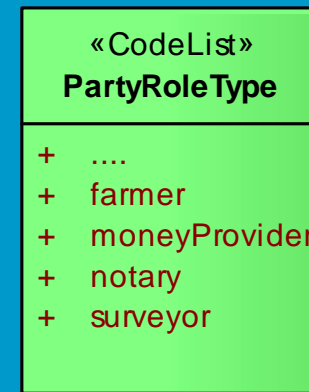 «CodeList»
PartyRoleType
+ ....
+ farmer
+ moneyProvider
+ notary
+ surveyor